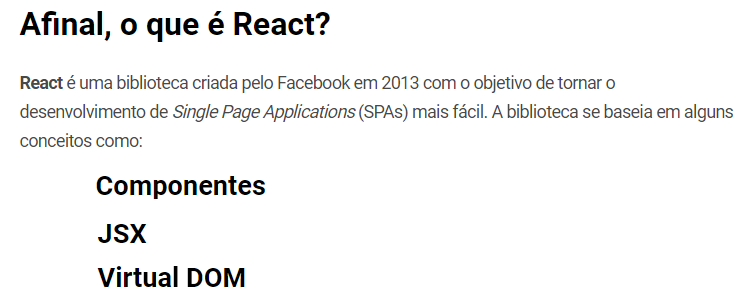 Afinal, o que é React?
React é uma biblioteca criada pelo Facebook em 2013 com o objetivo de tornar o
desenvolvimento de Single Page Applications (SPAs) mais fácil. A biblioteca se baseia em alguns
conceitos como:
Componentes
JSX
Virtual DOM